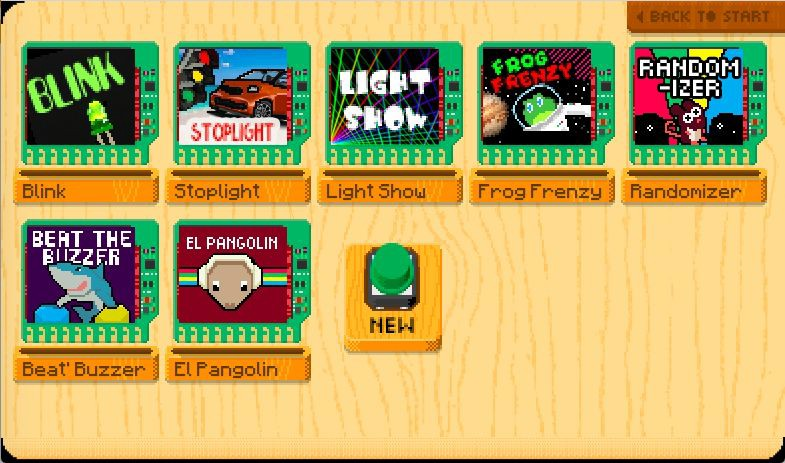 BACK TO START
BLINK
STOPLIGHT
LIGHT
SHOW
FROG
FRENZY
RANDOM
-IZER
Blink
Stoplight
Light Show
Frog Frenzy
Randomizer
BEAT THE
BUZZER
EL PANGOLIN
NEW
Beat' Buzzer
El Pangolin